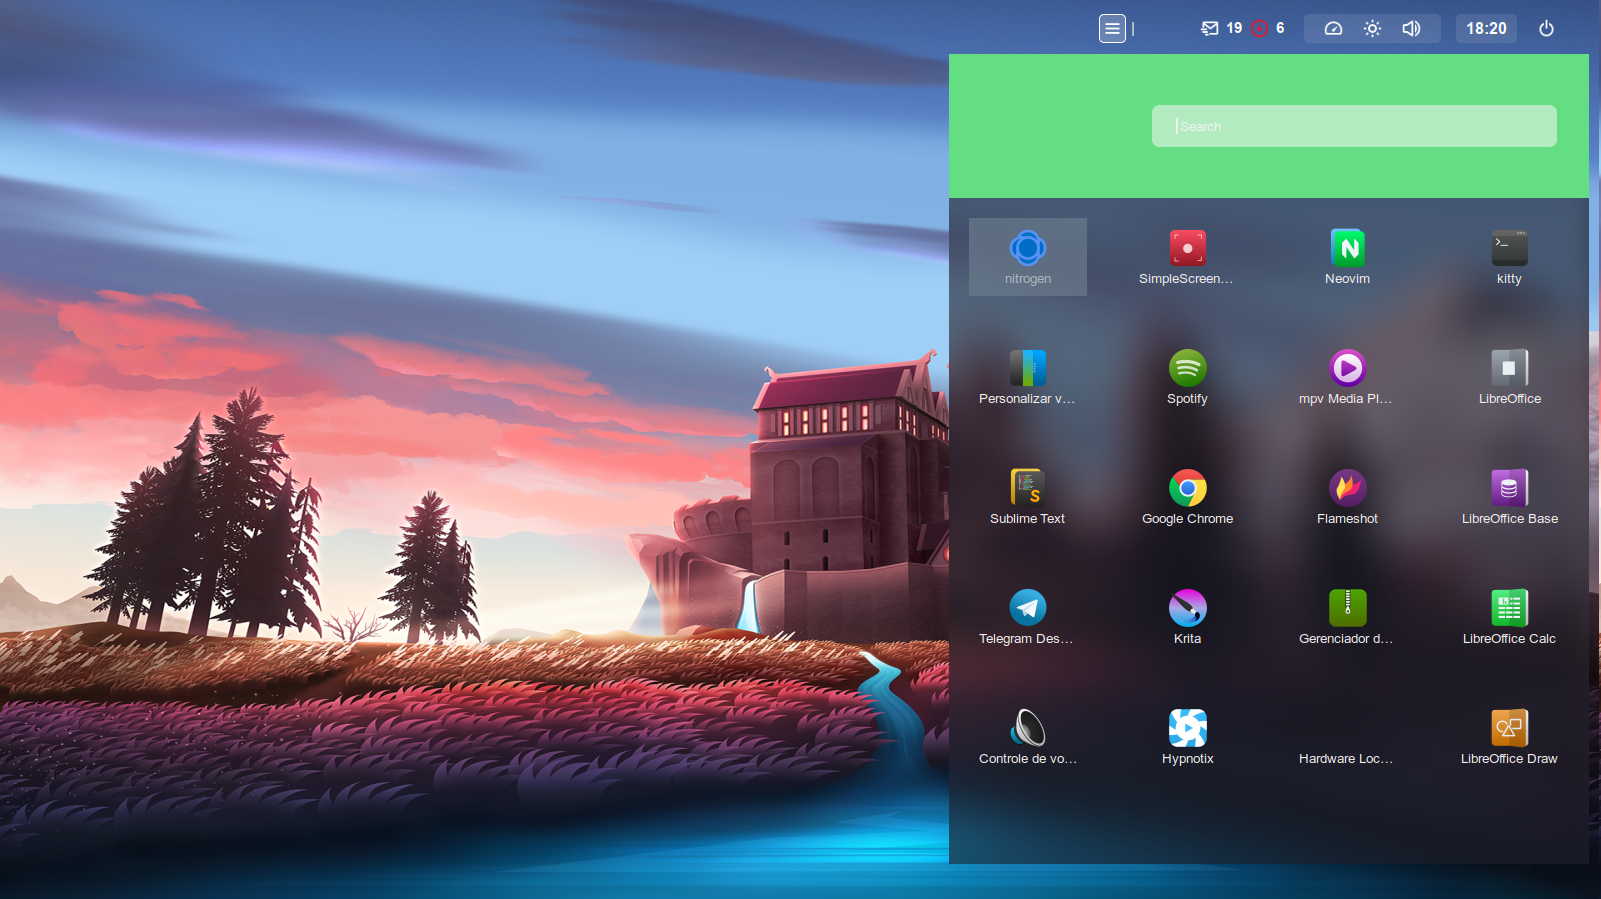 19 6 18:20
Search
nitrogen SimpleScreen… Neovim kitty
Personalizar v… Spotify mpv Media Pl… LibreOffice
Sublime Text Google Chrome Flameshot LibreOffice Base
Telegram Des… Krita Gerenciador d… LibreOffice Calc
Controle de vo… Hypnotix Hardware Loc… LibreOffice Draw